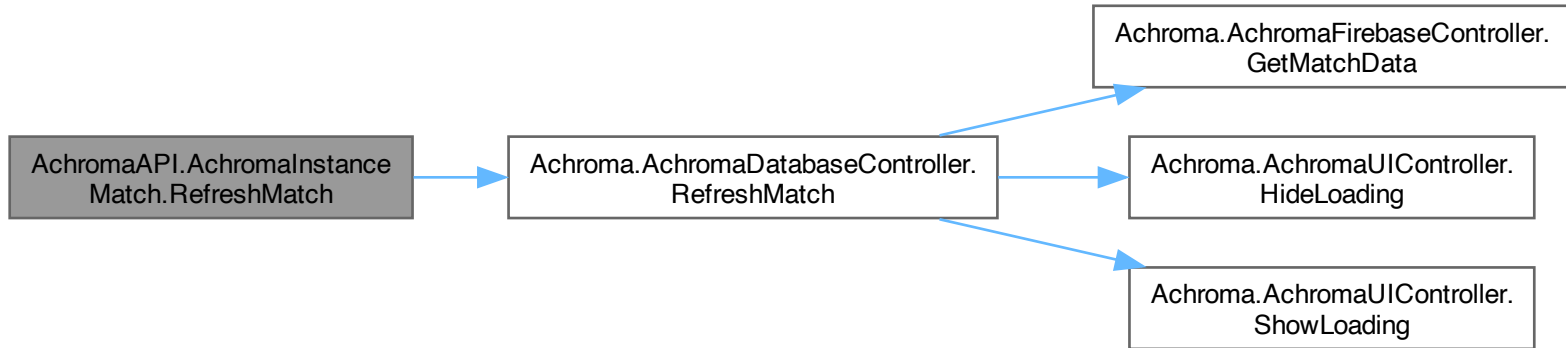 AchromaAPI.AchromaInstance
Match.RefreshMatch
Achroma.AchromaDatabaseController.
RefreshMatch
Achroma.AchromaFirebaseController.
GetMatchData
Achroma.AchromaUIController.
HideLoading
Achroma.AchromaUIController.
ShowLoading